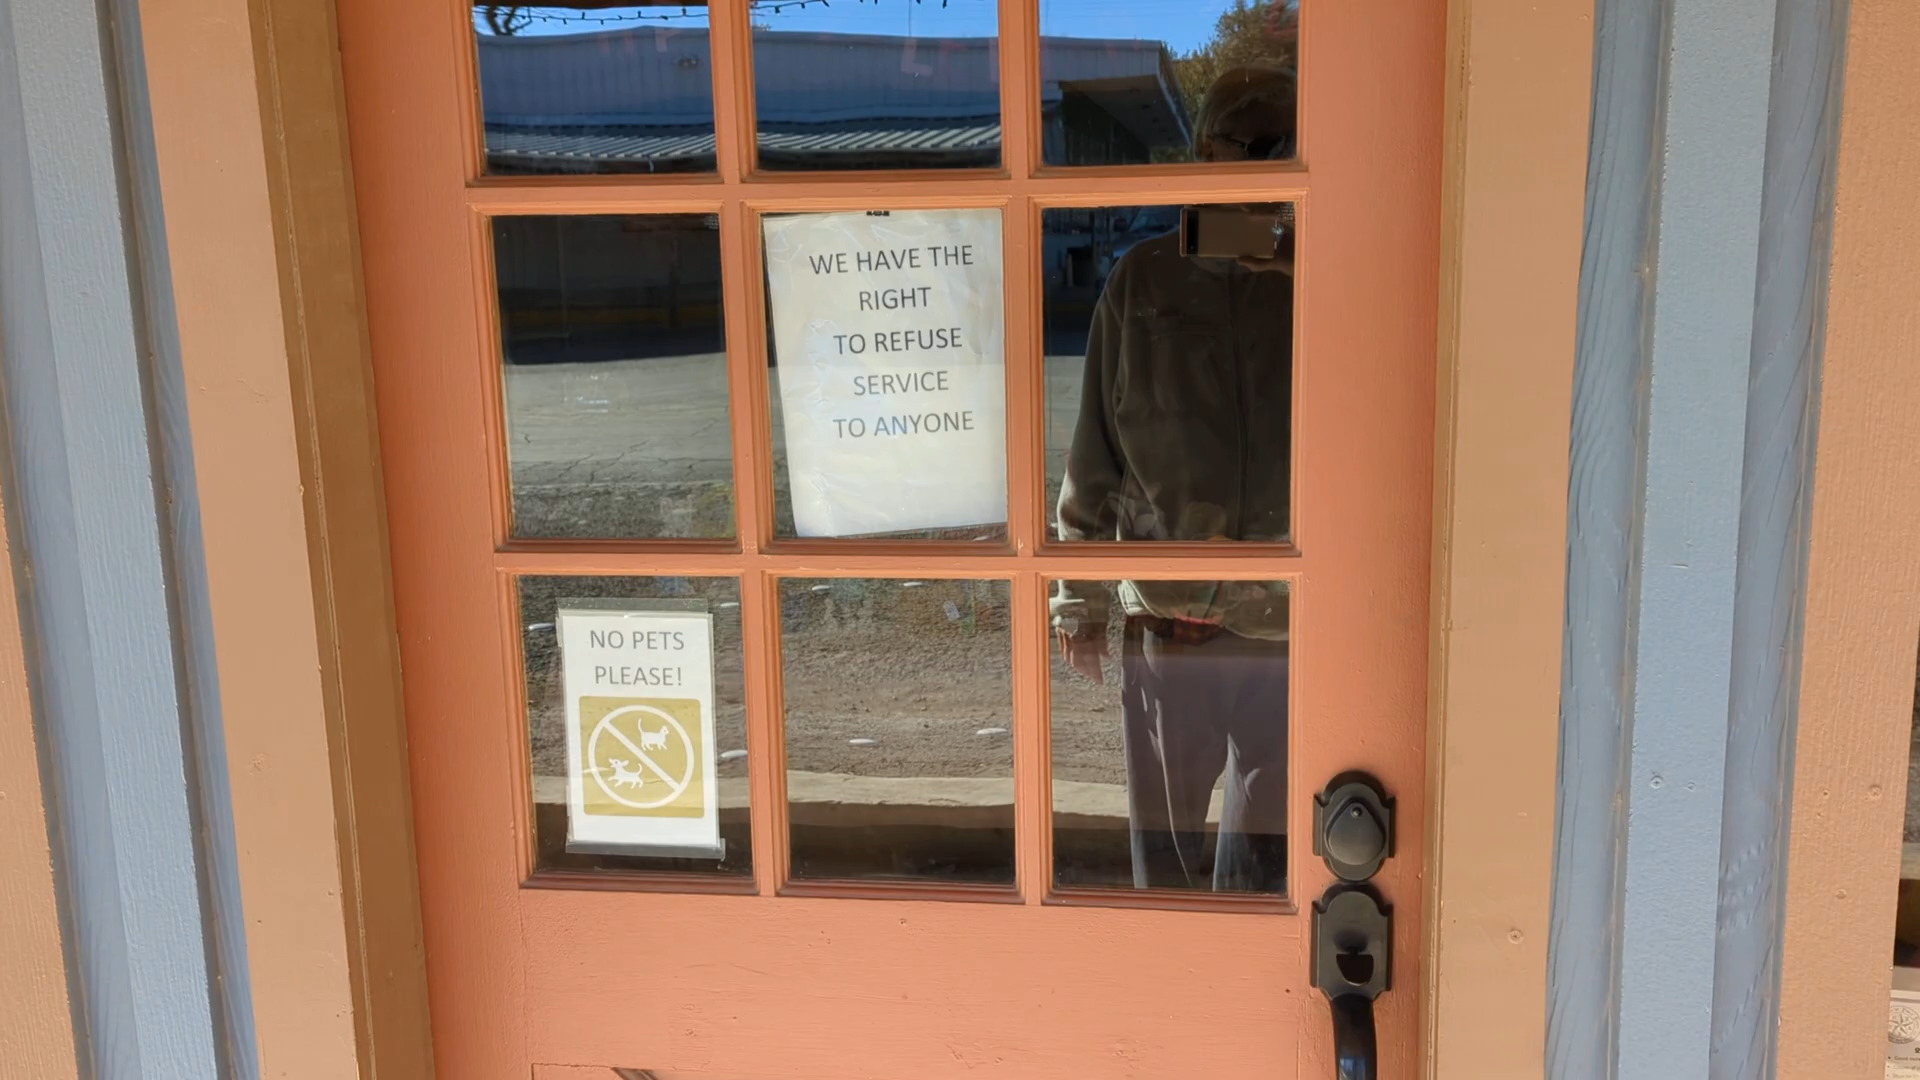 WE HAVE THE
RIGHT
TO REFUSE
SERVICE
TO ANYONE
NO PETS
PLEASE!